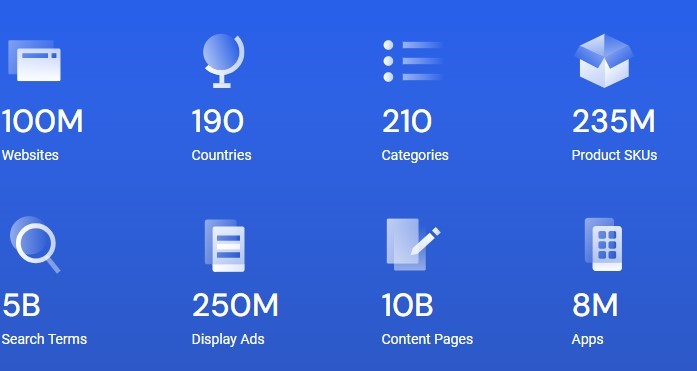 100M
190
210
235M
Websites
Countries
Categories
Product SKUs
5B
250M
10B
8M
Search Terms
Display Ads
Content Pages
Apps